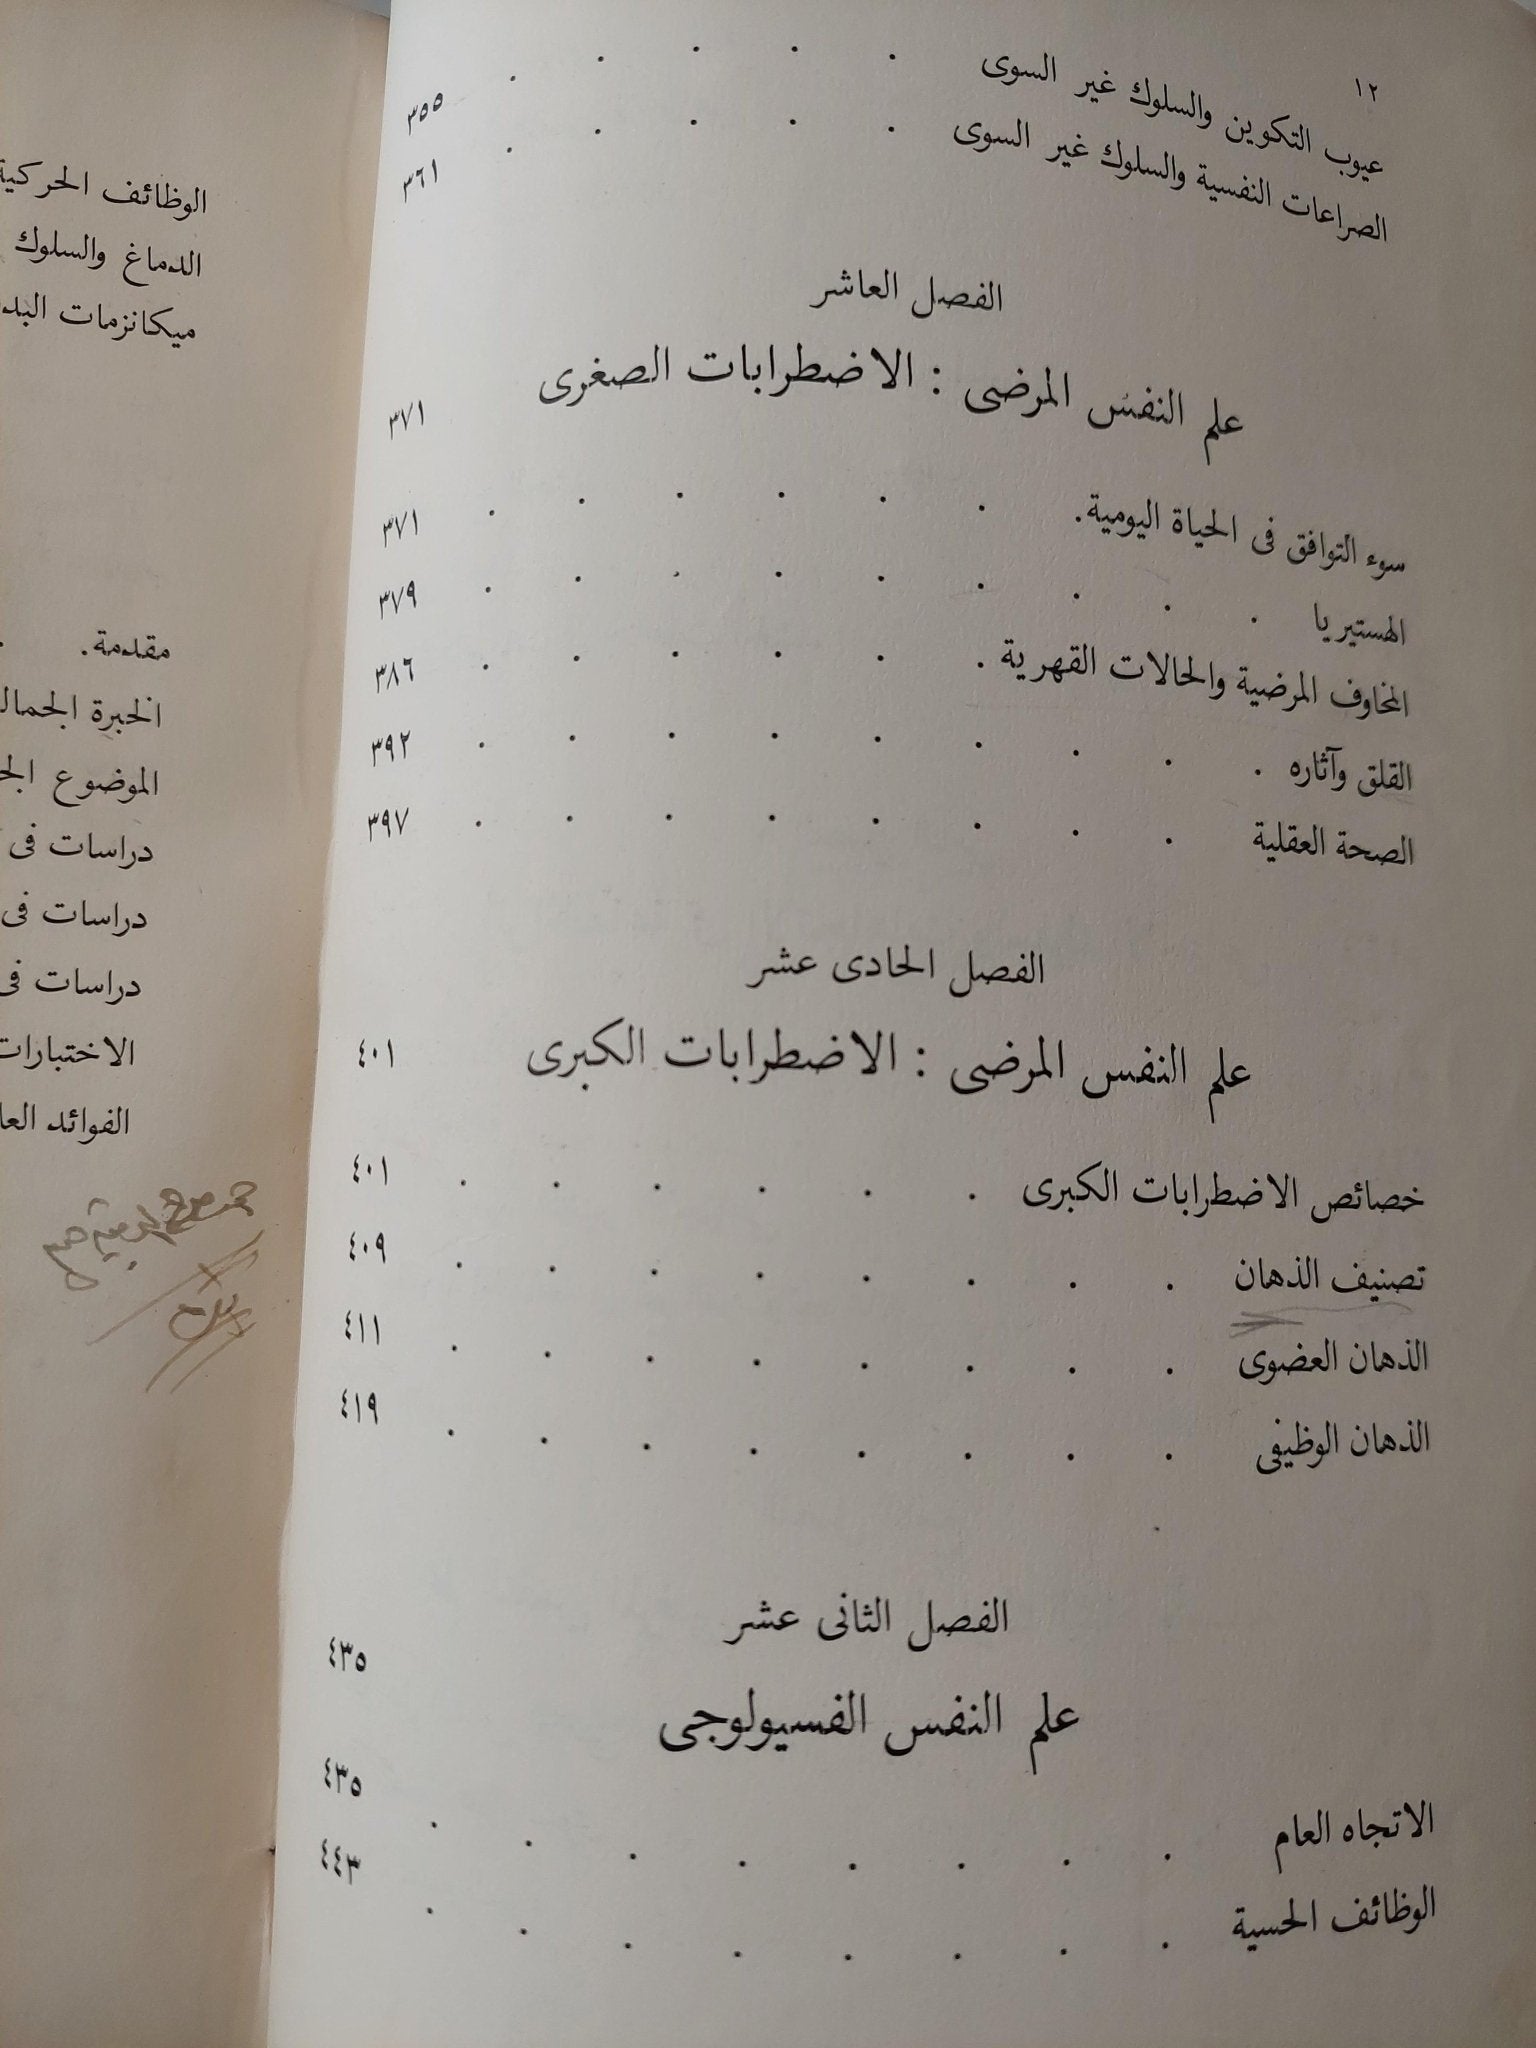 ١٢
عيوب التكوين والسلوك غير السوى . . . . . ٣٥٥
الصراعات النفسية والسلوك غير السوى . . . . . ٣٦١
الفصل العاشر
علم النفس المرضى : الاضطرابات الصغرى ٣٧١
سوء التوافق فى الحياة اليومية . . . . . . . ٣٧١
الهستيريا . . . . . . . . . ٣٧٩
المخاوف المرضية والحالات القهرية . . . . . . ٣٨٦
القلق وآثاره . . . . . . . . . ٣٩٢
الصحة العقلية . . . . . . . . ٣٩٧
الفصل الحادى عشر
علم النفس المرضى : الاضطرابات الكبرى ٤٠١
خصائص الاضطرابات الكبرى . . . . . . ٤٠١
تصنيف الذهان . . . . . . . . ٤٠٩
الذهان العضوى . . . . . . . . ٤١١
الذهان الوظيفى . . . . . . . . ٤١٩
الفصل الثانى عشر
علم النفس الفسيولوجى ٤٣٥
الاتجاه العام . . . . . . . . ٤٣٥
الوظائف الحسية . . . . . . . . ٤٤٣
الوظائف الحركية
الدماغ والسلوك
ميكانزمات
مقدمة .
الخبرة
الموضوع
دراسات فى
دراسات فى
دراسات فى
الاختبارات
الفوائد